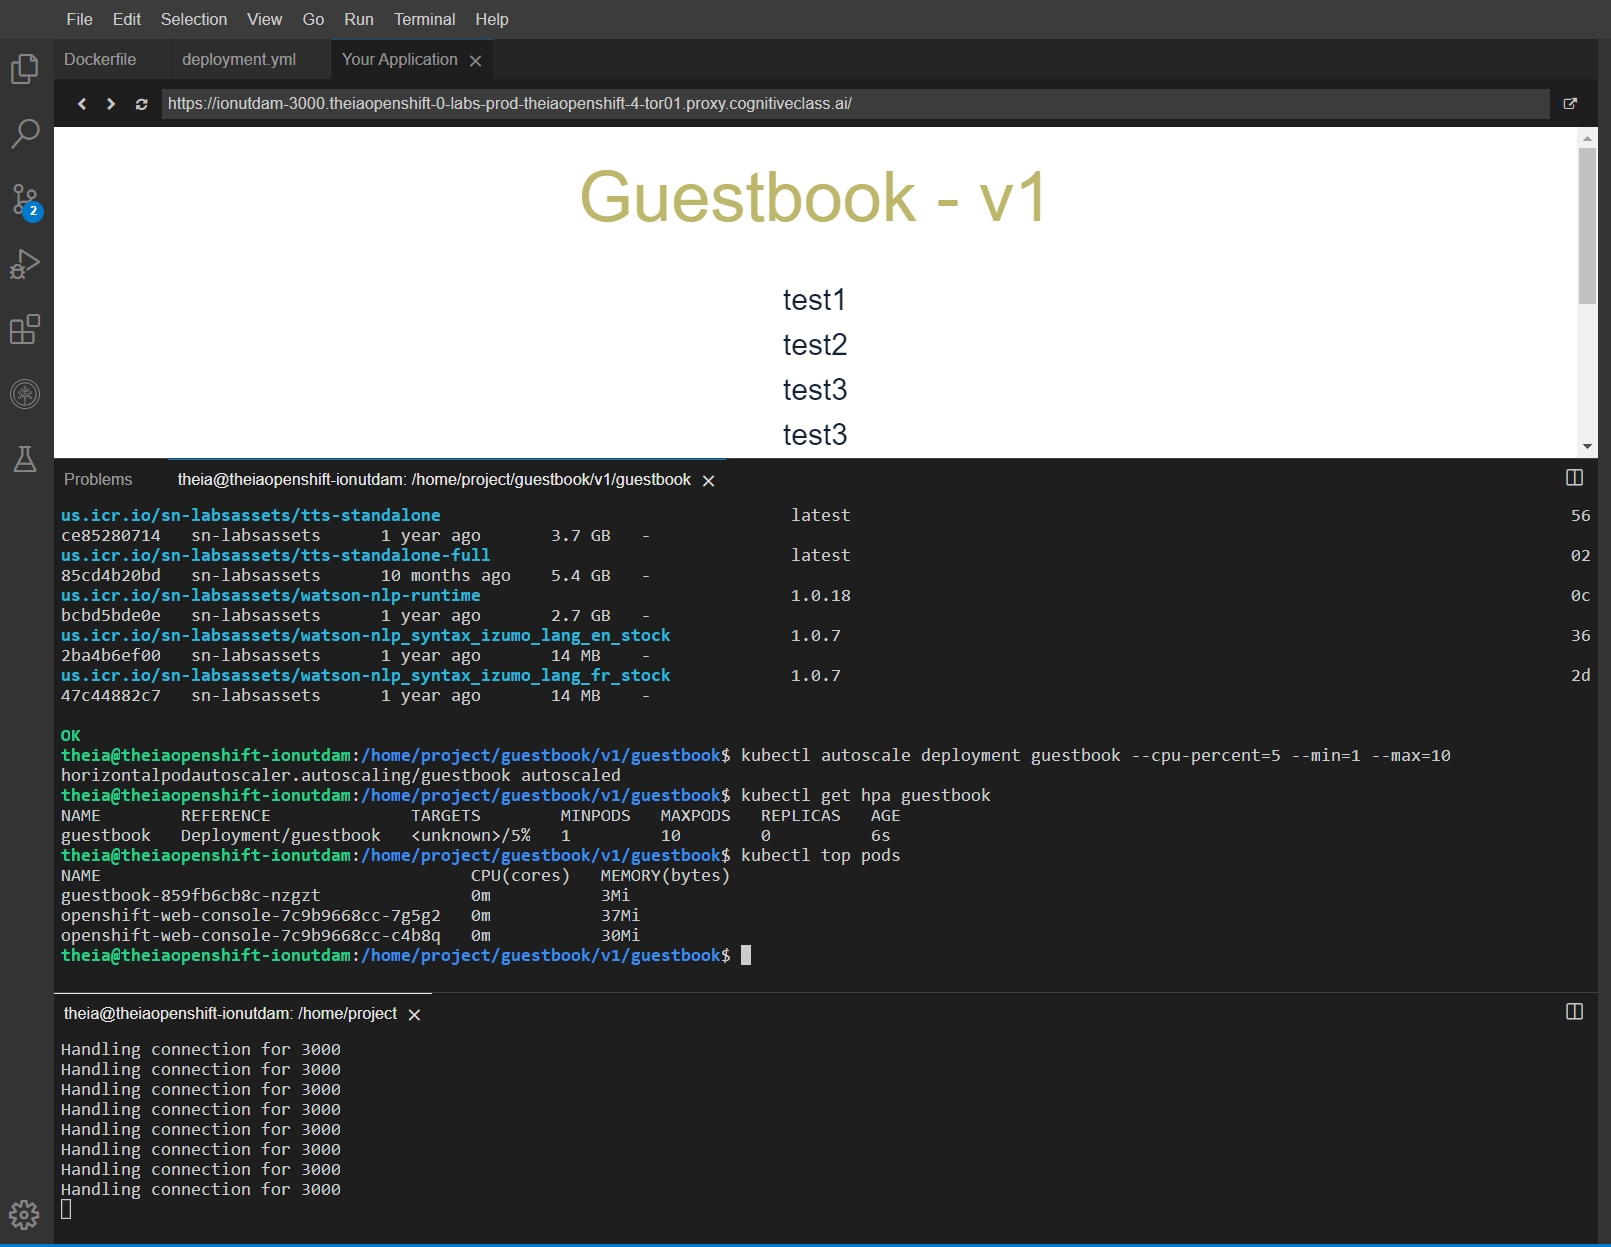 File Edit Selection View Go Run Terminal Help
Dockerfile deployment.yml Your Application
https://ionutdam-3000.theiaopenshift-0-labs-prod-theiaopenshift-4-tor01.proxy.cognitiveclass.ai/
Guestbook - v1
test1
test2
test3
test3
2
Problems theia@theiaopenshift-ionutdam: /home/project/guestbook/v1/guestbook
us.icr.io/sn-labsassets/tts-standalone latest 56
ce85280714 sn-labsassets 1 year ago 3.7 GB -
us.icr.io/sn-labsassets/tts-standalone-full latest 02
85cd4b20bd sn-labsassets 10 months ago 5.4 GB -
us.icr.io/sn-labsassets/watson-nlp-runtime 1.0.18 0c
bcbd5bde0e sn-labsassets 1 year ago 2.7 GB -
us.icr.io/sn-labsassets/watson-nlp_syntax_izumo_lang_en_stock 1.0.7 36
2ba4b6ef00 sn-labsassets 1 year ago 14 MB -
us.icr.io/sn-labsassets/watson-nlp_syntax_izumo_lang_fr_stock 1.0.7 2d
47c44882c7 sn-labsassets 1 year ago 14 MB -
OK
theia@theiaopenshift-ionutdam:/home/project/guestbook/v1/guestbook$ kubectl autoscale deployment guestbook --cpu-percent=5 --min=1 --max=10
horizontalpodautoscaler.autoscaling/guestbook autoscaled
theia@theiaopenshift-ionutdam:/home/project/guestbook/v1/guestbook$ kubectl get hpa guestbook
NAME REFERENCE TARGETS MINPODS MAXPODS REPLICAS AGE
guestbook Deployment/guestbook <unknown>/5% 1 10 0 6s
theia@theiaopenshift-ionutdam:/home/project/guestbook/v1/guestbook$ kubectl top pods
NAME CPU(cores) MEMORY(bytes)
guestbook-859fb6cb8c-nzgzt 0m 3Mi
openshift-web-console-7c9b9668cc-7g5g2 0m 37Mi
openshift-web-console-7c9b9668cc-c4b8q 0m 30Mi
theia@theiaopenshift-ionutdam:/home/project/guestbook/v1/guestbook$
theia@theiaopenshift-ionutdam: /home/project
Handling connection for 3000
Handling connection for 3000
Handling connection for 3000
Handling connection for 3000
Handling connection for 3000
Handling connection for 3000
Handling connection for 3000
Handling connection for 3000